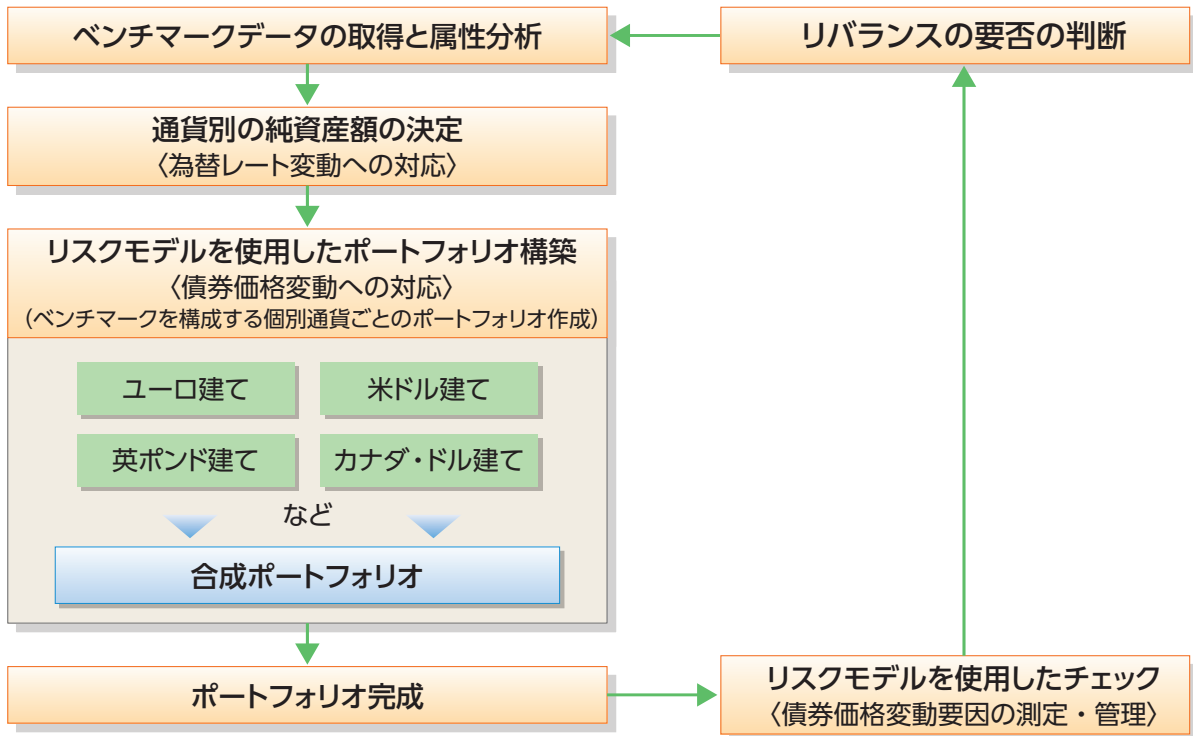 ベンチマークデータの取得と属性分析
リバランスの要否の判断
通貨別の純資産額の決定
〈為替レート変動への対応〉
リスクモデルを使用したポートフォリオ構築
〈債券価格変動への対応〉
（ベンチマークを構成する個別通貨ごとのポートフォリオ作成）
ユーロ建て
米ドル建て
英ポンド建て
カナダ・ドル建て
など
合成ポートフォリオ
ポートフォリオ完成
リスクモデルを使用したチェック
〈債券価格変動要因の測定・管理〉